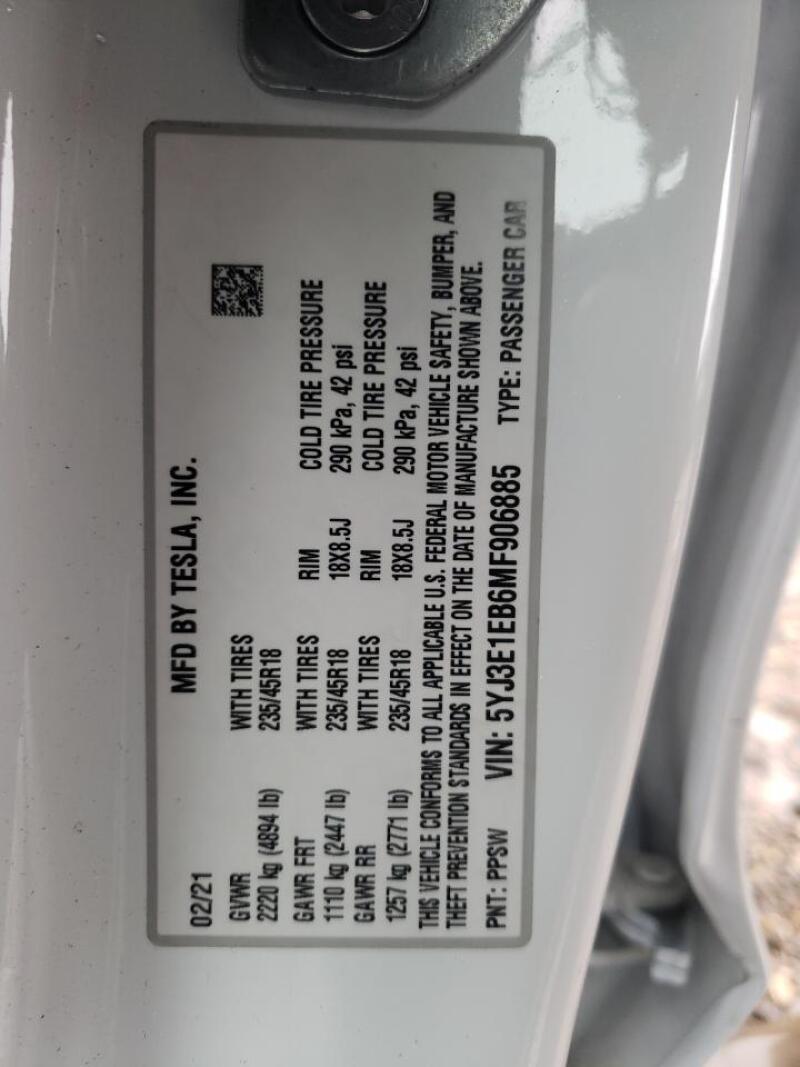 02/21 MFD BY TESLA, INC.
GVWR WITH TIRES
2220 kg (4894 lb) 235/45R18
GAWR FRT WITH TIRES RIM COLD TIRE PRESSURE
1110 kg (2447 lb) 235/45R18 18X8.5J 290 kPa, 42 psi
GAWR RR WITH TIRES RIM COLD TIRE PRESSURE
1257 kg (2771 lb) 235/45R18 18X8.5J 290 kPa, 42 psi
THIS VEHICLE CONFORMS TO ALL APPLICABLE U.S. FEDERAL MOTOR VEHICLE SAFETY, BUMPER, AND
THEFT PREVENTION STANDARDS IN EFFECT ON THE DATE OF MANUFACTURE SHOWN ABOVE.
PNT: PPSW VIN: 5YJ3E1EB6MF906885 TYPE: PASSENGER CAR